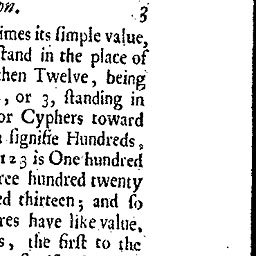 on. 3
imes its ſimple value,
ſtand in the place of
then Twelve, being
, or 3, ſtanding in
or Cyphers toward
ſignifie Hundreds,
123 is One hundred
ree hundred twenty
ed thirteen; and ſo
res have like value.
s, the firſt to the